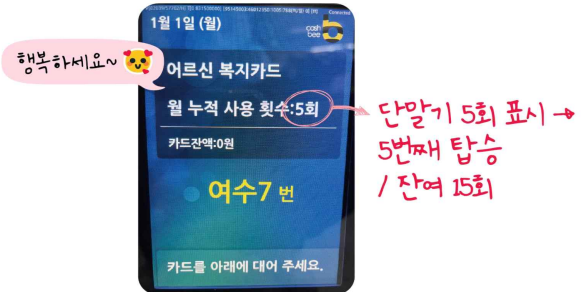 1월 1일 (월)
cash
bee
행복하세요~
어르신 복지카드
월 누적 사용 횟수:5회
카드잔액:0원
여수7 번
카드를 아래에 대어 주세요.
단말기 5회 표시 →
5번째 탑승
/ 잔여 15회